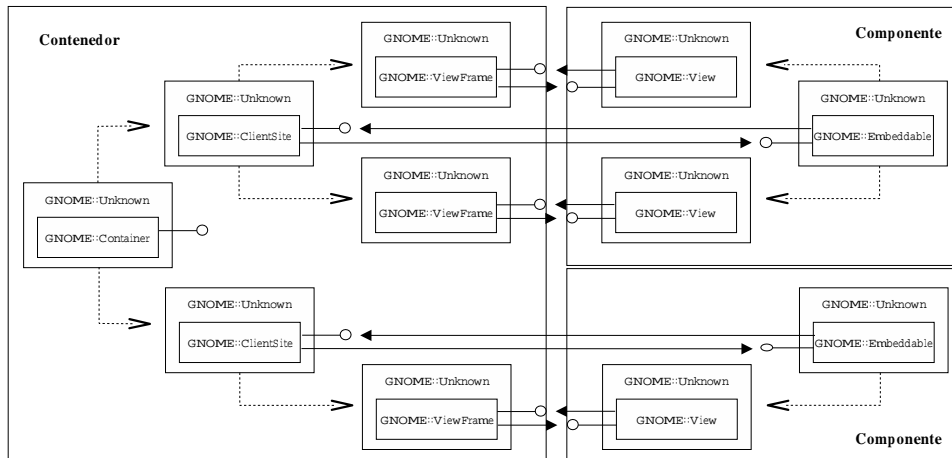 Contenedor
GNOME::Unknown
GNOME::ViewFrame
GNOME::Unknown
GNOME::View
Componente
GNOME::Unknown
GNOME::ClientSite
GNOME::Unknown
GNOME::Embeddable
GNOME::Unknown
GNOME::ViewFrame
GNOME::Unknown
GNOME::View
GNOME::Unknown
GNOME::Container
GNOME::Unknown
GNOME::ClientSite
GNOME::Unknown
GNOME::Embeddable
GNOME::Unknown
GNOME::ViewFrame
GNOME::Unknown
GNOME::View
Componente